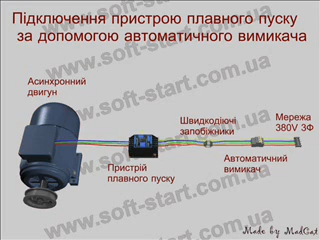 Підключення пристрою плавного пуску
за допомогою автоматичного вимикача
www.soft-start.com.ua
Асинхронний
двигун
Швидкодіючі
запобіжники
Мережа
380V 3Ф
www.soft-start.com.ua
Пристрій
плавного пуску
Автоматичний
вимикач
www.soft-start.com.ua
Made by MadCat